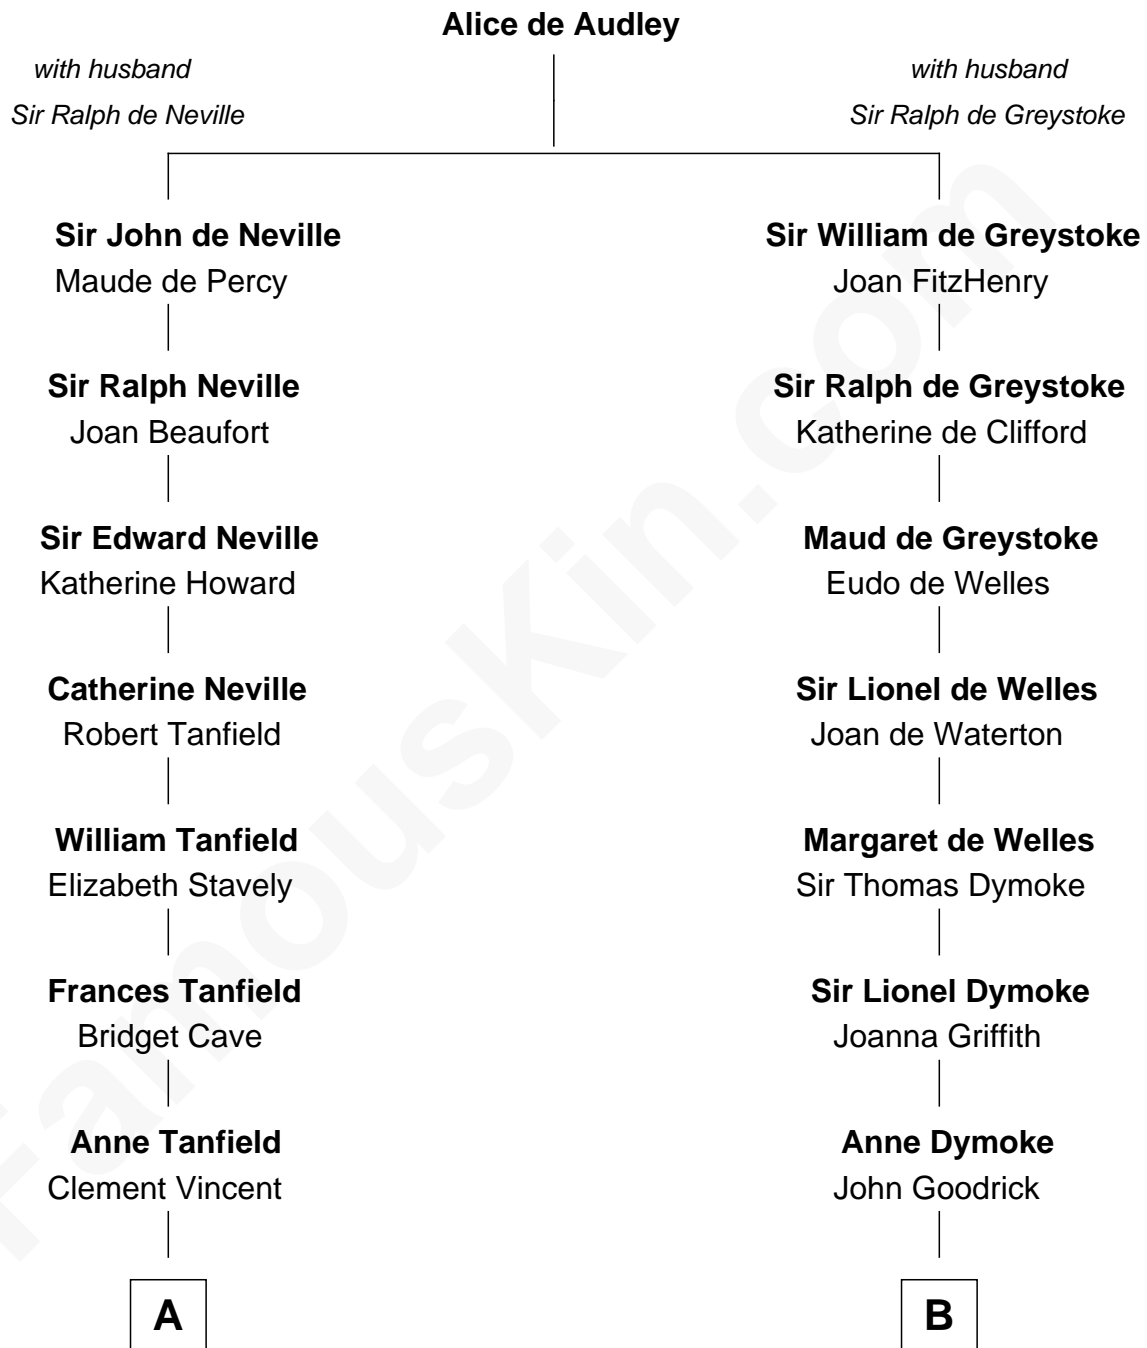 Alice de Audley
with husband
Sir Ralph de Neville
with husband
Sir Ralph de Greystoke
Sir John de Neville
Maude de Percy
Sir William de Greystoke
Joan FitzHenry
Sir Ralph Neville
Joan Beaufort
Sir Ralph de Greystoke
Katherine de Clifford
Sir Edward Neville
Katherine Howard
Maud de Greystoke
Eudo de Welles
Catherine Neville
Robert Tanfield
Sir Lionel de Welles
Joan de Waterton
William Tanfield
Elizabeth Stavely
Margaret de Welles
Sir Thomas Dymoke
Frances Tanfield
Bridget Cave
Sir Lionel Dymoke
Joanna Griffith
Anne Tanfield
Clement Vincent
Anne Dymoke
John Goodrick
A
B
FamousKin.com